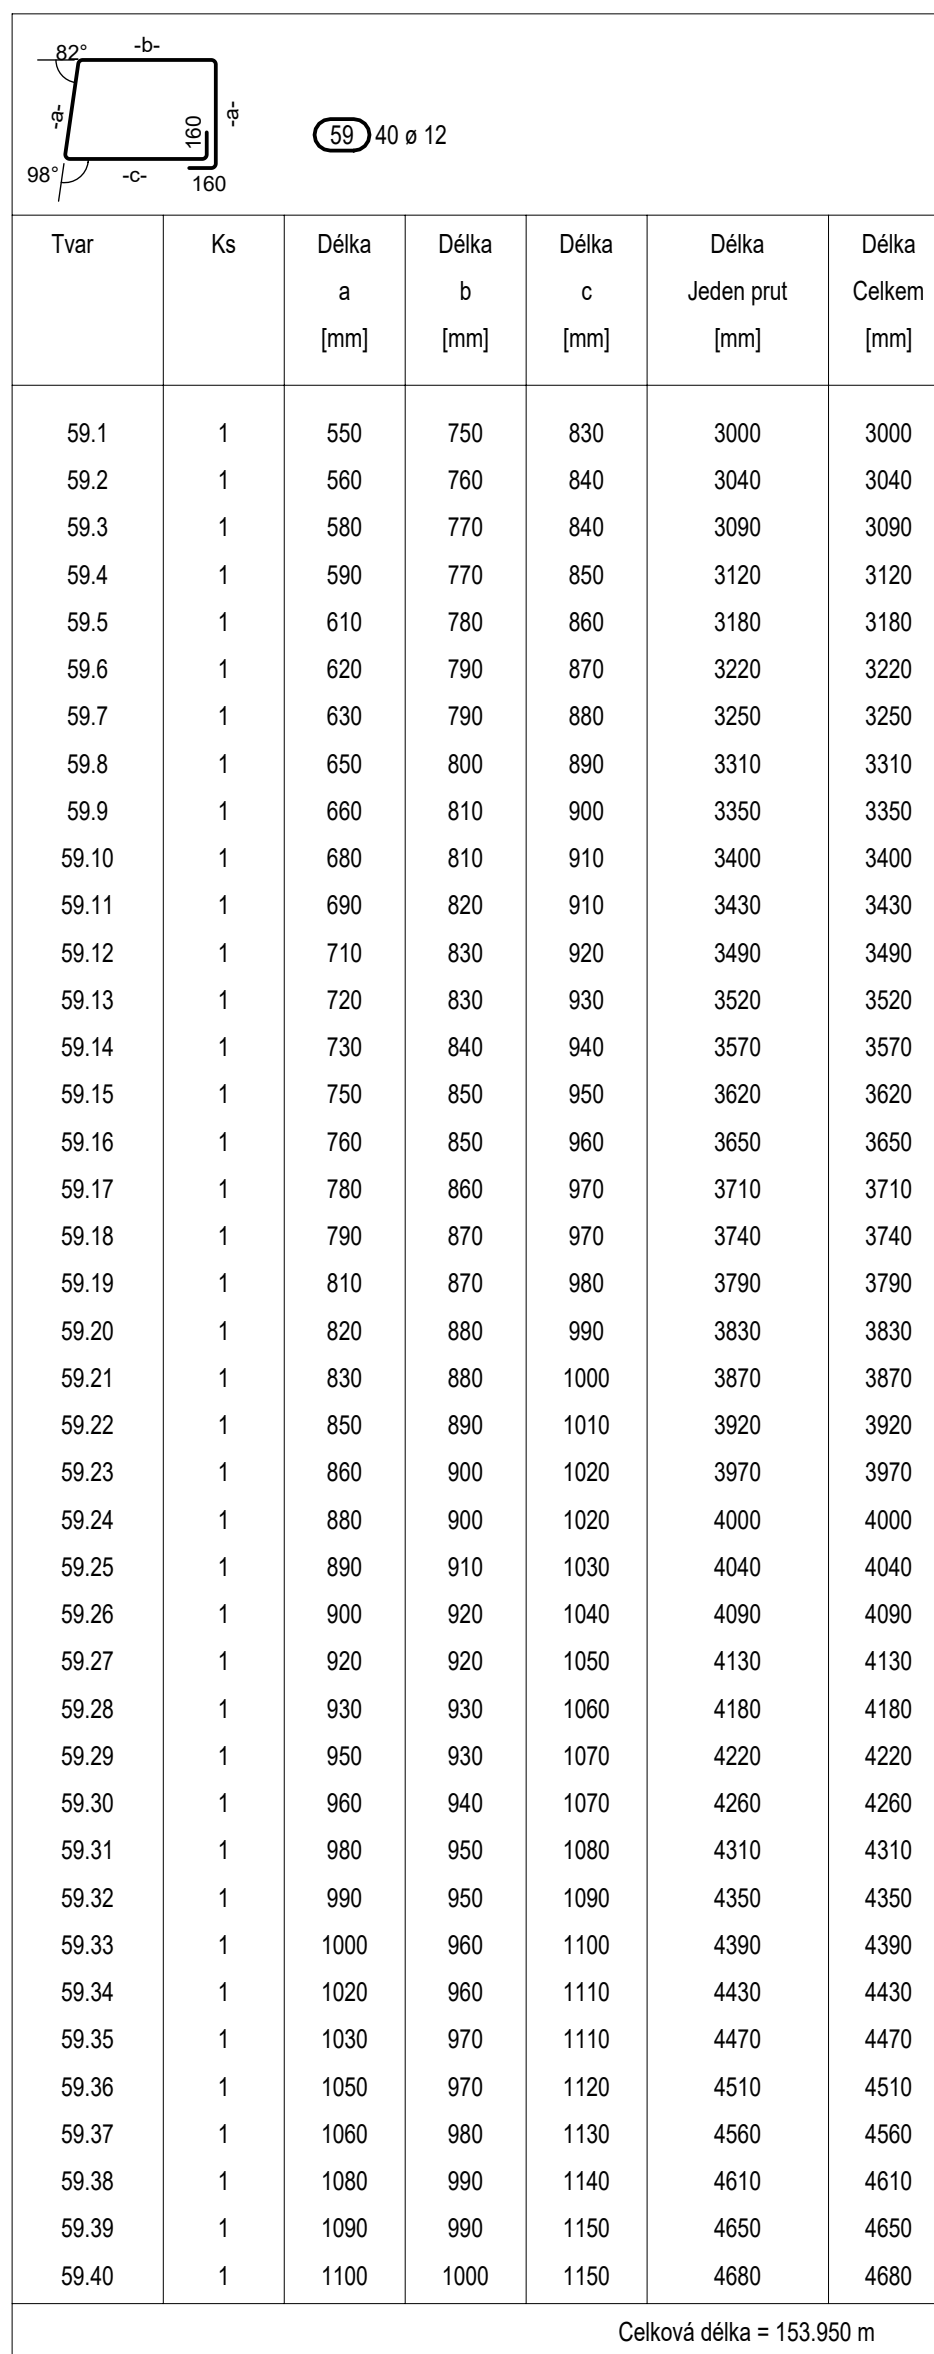 82° -b-
-a- 160 -a-
59 40 ø 12
98° -c- 160
Tvar Ks Délka Délka Délka Délka Délka
a b c Jeden prut Celkem
[mm] [mm] [mm] [mm] [mm]
59.1 1 550 750 830 3000 3000
59.2 1 560 760 840 3040 3040
59.3 1 580 770 840 3090 3090
59.4 1 590 770 850 3120 3120
59.5 1 610 780 860 3180 3180
59.6 1 620 790 870 3220 3220
59.7 1 630 790 880 3250 3250
59.8 1 650 800 890 3310 3310
59.9 1 660 810 900 3350 3350
59.10 1 680 810 910 3400 3400
59.11 1 690 820 910 3430 3430
59.12 1 710 830 920 3490 3490
59.13 1 720 830 930 3520 3520
59.14 1 730 840 940 3570 3570
59.15 1 750 850 950 3620 3620
59.16 1 760 850 960 3650 3650
59.17 1 780 860 970 3710 3710
59.18 1 790 870 970 3740 3740
59.19 1 810 870 980 3790 3790
59.20 1 820 880 990 3830 3830
59.21 1 830 880 1000 3870 3870
59.22 1 850 890 1010 3920 3920
59.23 1 860 900 1020 3970 3970
59.24 1 880 900 1020 4000 4000
59.25 1 890 910 1030 4040 4040
59.26 1 900 920 1040 4090 4090
59.27 1 920 920 1050 4130 4130
59.28 1 930 930 1060 4180 4180
59.29 1 950 930 1070 4220 4220
59.30 1 960 940 1070 4260 4260
59.31 1 980 950 1080 4310 4310
59.32 1 990 950 1090 4350 4350
59.33 1 1000 960 1100 4390 4390
59.34 1 1020 960 1110 4430 4430
59.35 1 1030 970 1110 4470 4470
59.36 1 1050 970 1120 4510 4510
59.37 1 1060 980 1130 4560 4560
59.38 1 1080 990 1140 4610 4610
59.39 1 1090 990 1150 4650 4650
59.40 1 1100 1000 1150 4680 4680
Celková délka = 153.950 m